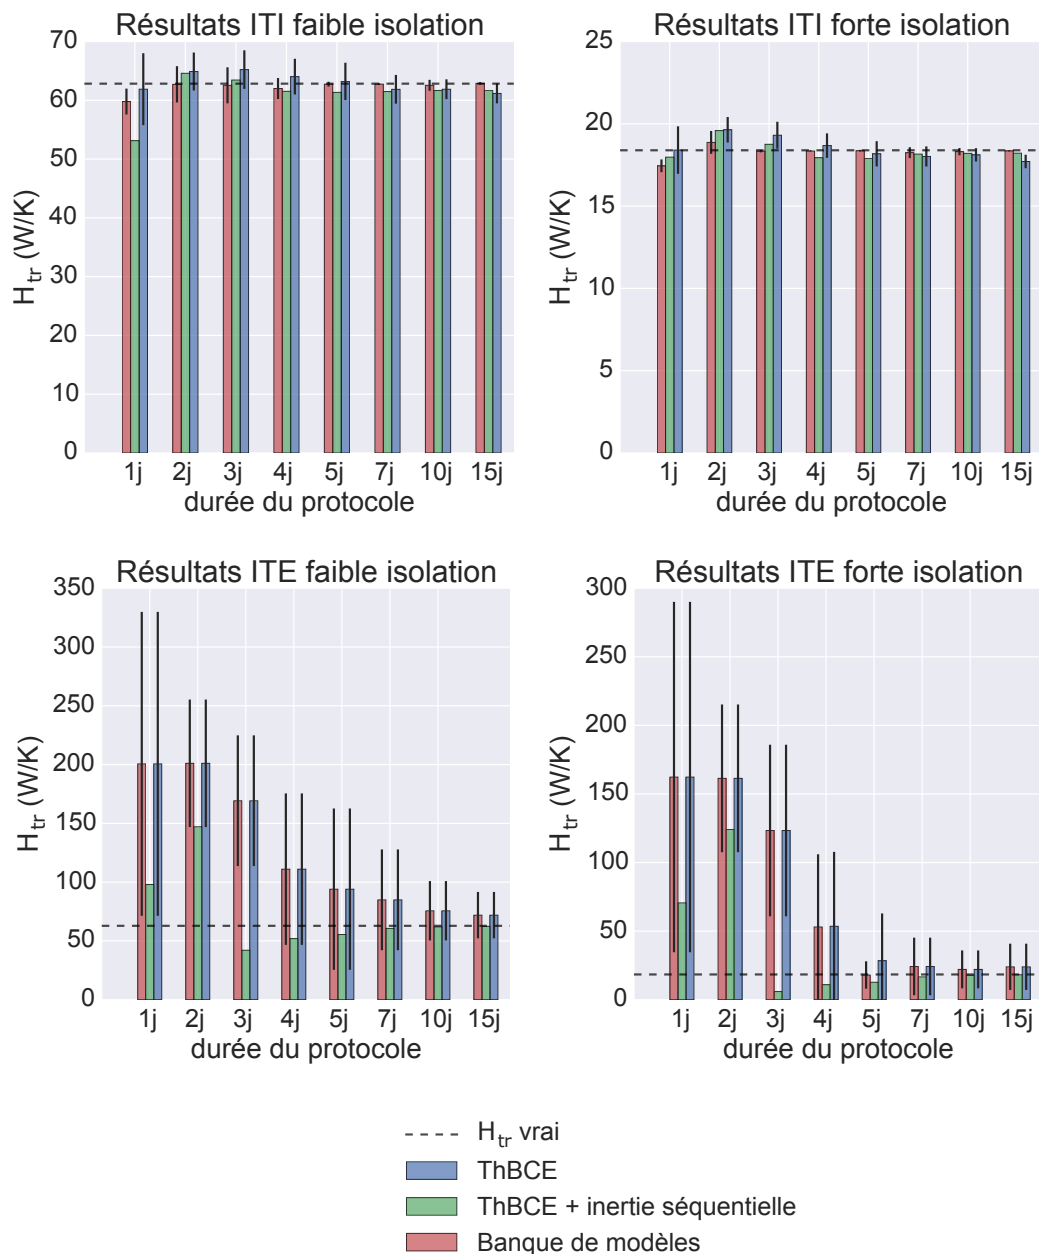 Résultats ITI faible isolation
70
60
50
40
30
20
10
0
H_tr (W/K)
1j 2j 3j 4j 5j 7j 10j 15j
durée du protocole
Résultats ITI forte isolation
25
20
15
10
5
0
H_tr (W/K)
1j 2j 3j 4j 5j 7j 10j 15j
durée du protocole
Résultats ITE faible isolation
350
300
250
200
150
100
50
0
H_tr (W/K)
1j 2j 3j 4j 5j 7j 10j 15j
durée du protocole
Résultats ITE forte isolation
300
250
200
150
100
50
0
H_tr (W/K)
1j 2j 3j 4j 5j 7j 10j 15j
durée du protocole
H_tr vrai
ThBCE
ThBCE + inertie séquentielle
Banque de modèles